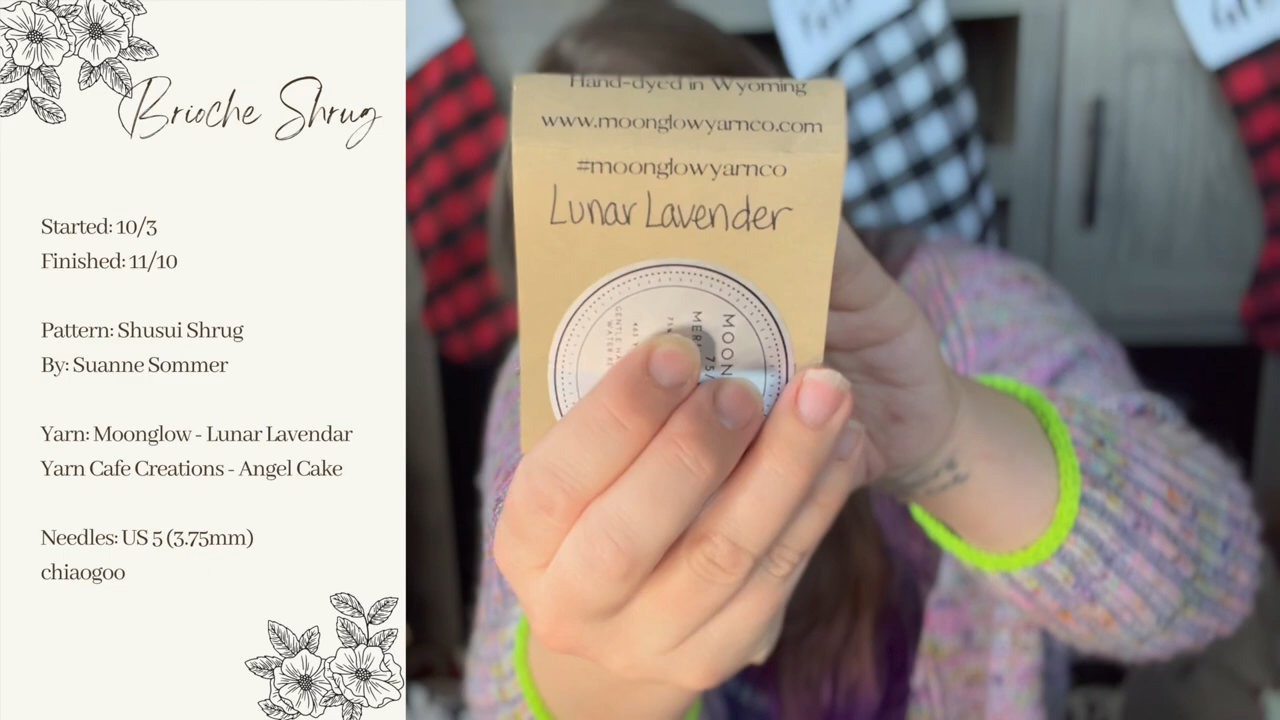 Brioche Shrug
Started: 10/3
Finished: 11/10
Pattern: Shusui Shrug
By: Suanne Sommer
Yarn: Moonglow - Lunar Lavendar
Yarn Cafe Creations - Angel Cake
Needles: US 5 (3.75mm)
chiaogoo
Hand-dyed in Wyoming
www.moonglowyarnco.com
#moonglowyarnco
Lunar Lavender
MOON